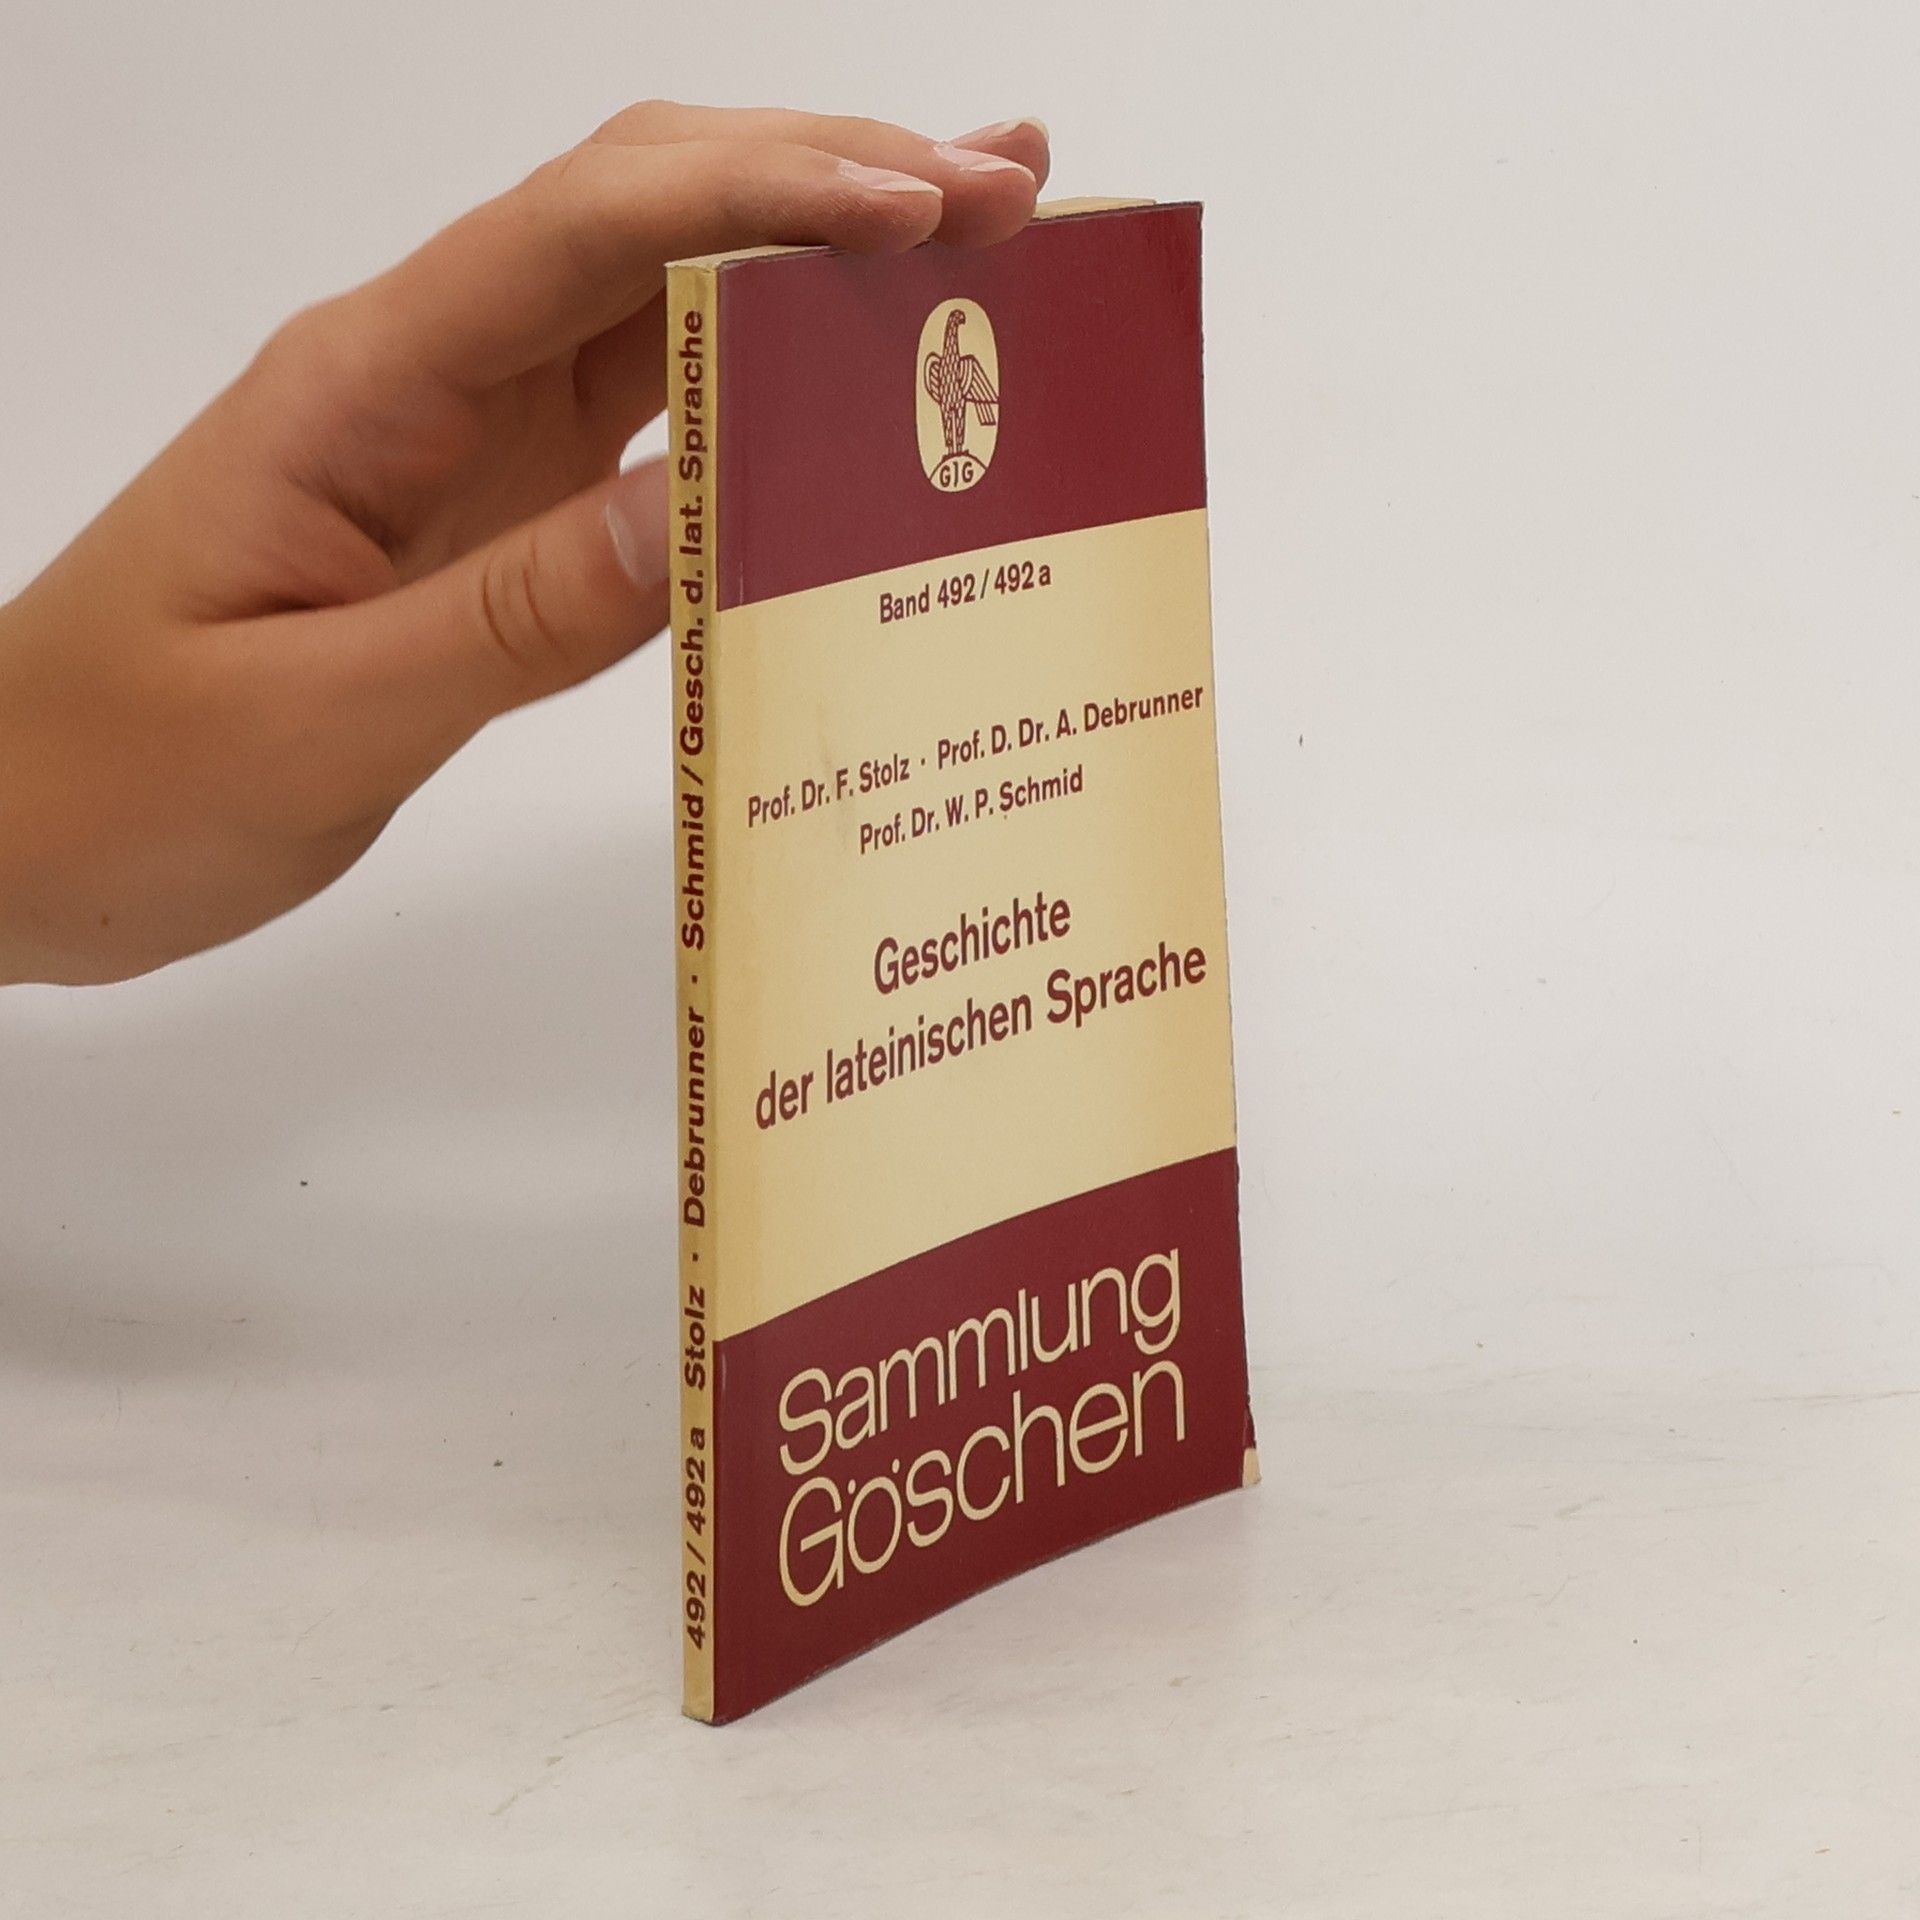 492 / 492 a Stolz · Debrunner · Schmid / Gesch. d. lat. Sprache
GJG
Band 492 / 492 a
Prof. Dr. F. Stolz · Prof. D. Dr. A. Debrunner
Prof. Dr. W. P. Schmid
Geschichte
der lateinischen Sprache
Sammlung
Göschen